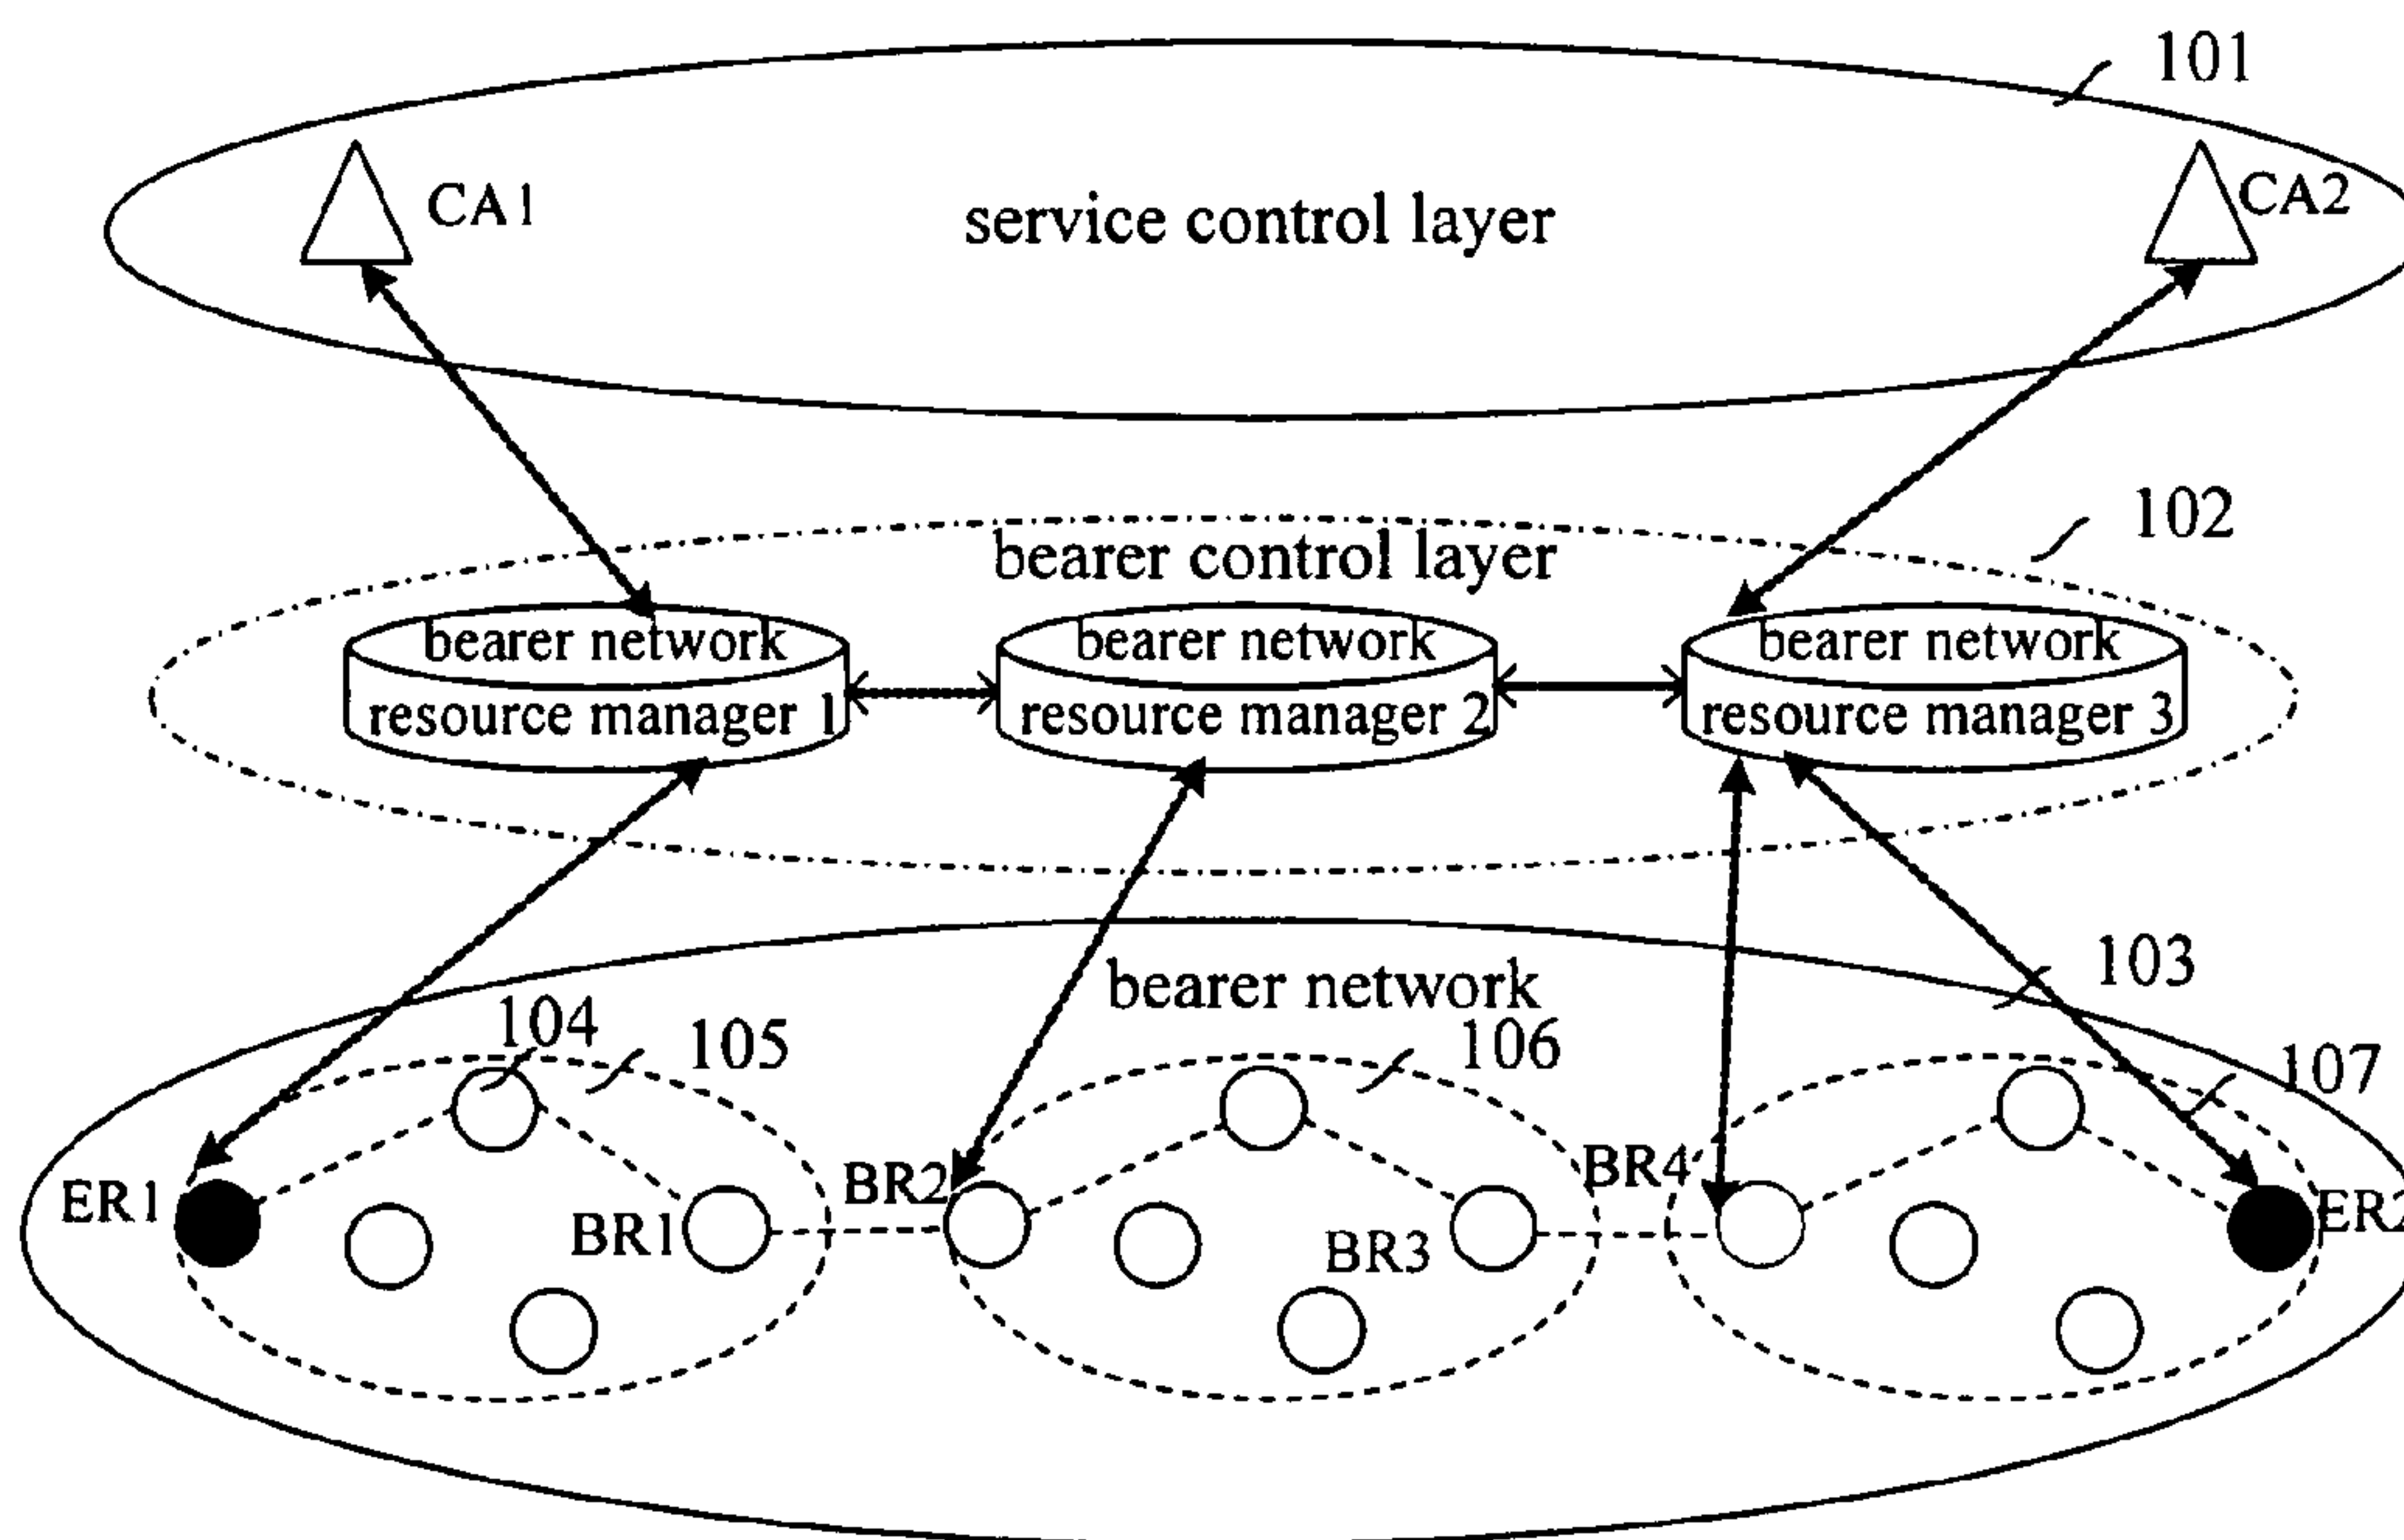 101
CA1
service control layer
CA2
102
bearer control layer
bearer network
resource manager 1
bearer network
resource manager 2
bearer network
resource manager 3
103
bearer network
104
105
106
107
ER1
BR1
BR2
BR3
BR4
ER2